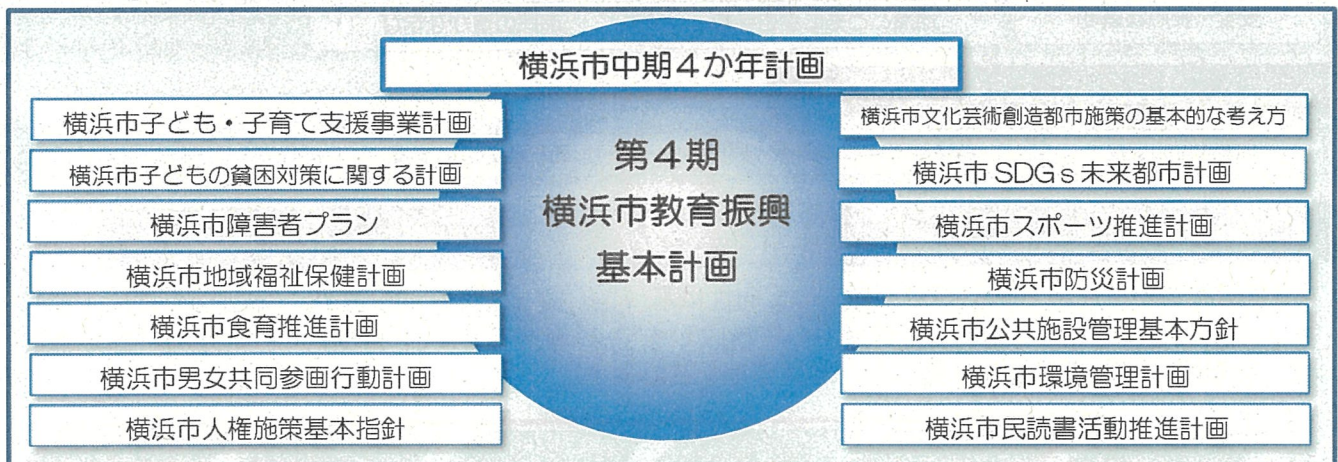 横浜市中期4か年計画
第4期
横浜市教育振興
基本計画
横浜市子ども・子育て支援事業計画
横浜市子どもの貧困対策に関する計画
横浜市障害者プラン
横浜市地域福祉保健計画
横浜市食育推進計画
横浜市男女共同参画行動計画
横浜市人権施策基本指針
横浜市文化芸術創造都市施策の基本的な考え方
横浜市 SDGs 未来都市計画
横浜市スポーツ推進計画
横浜市防災計画
横浜市公共施設管理基本方針
横浜市環境管理計画
横浜市民読書活動推進計画